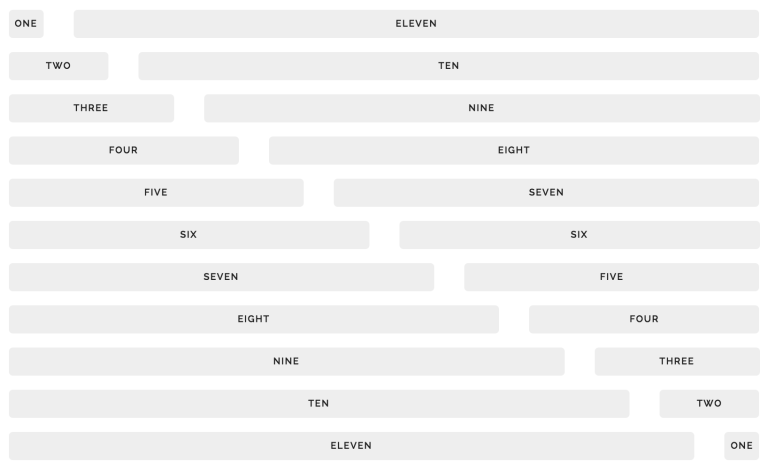 ONE ELEVEN
TWO TEN
THREE NINE
FOUR EIGHT
FIVE SEVEN
SIX SIX
SEVEN FIVE
EIGHT FOUR
NINE THREE
TEN TWO
ELEVEN ONE